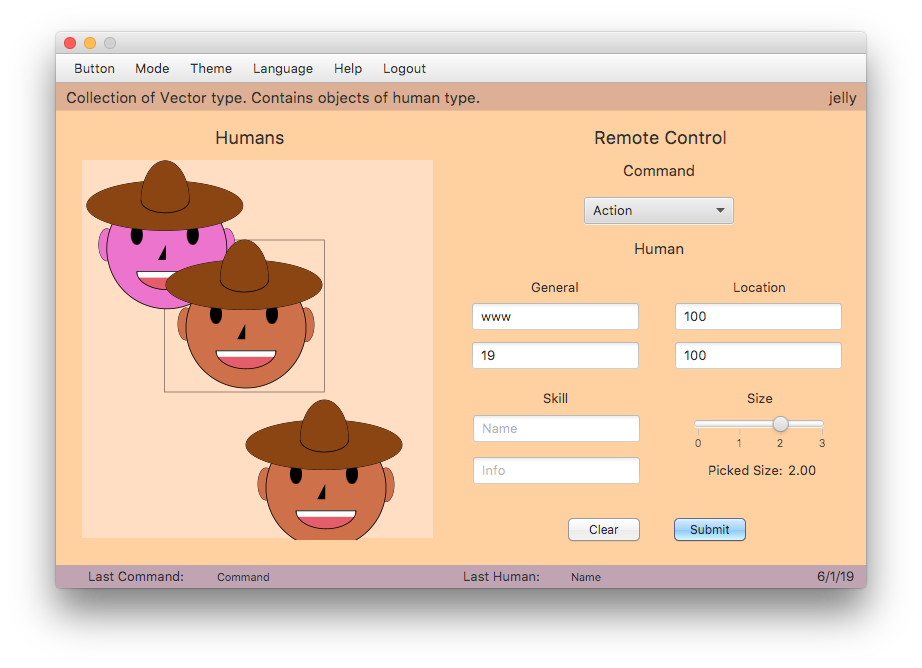 Button Mode Theme Language Help Logout
Collection of Vector type. Contains objects of human type. jelly
Humans
Remote Control
Command
Action
Human
General Location
www 100
19 100
Skill Size
Name
0 1 2 3
Info
Picked Size: 2.00
Clear Submit
Last Command: Command Last Human: Name 6/1/19